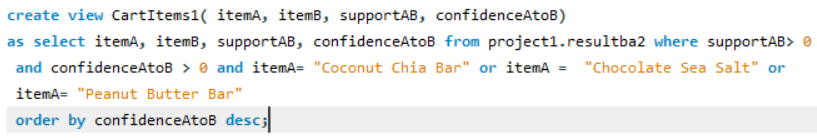 create view CartItems1( itemA, itemB, supportAB, confidenceAtoB)
as select itemA, itemB, supportAB, confidenceAtoB from project1.resultba2 where supportAB> 0
and confidenceAtoB > 0 and itemA= "Coconut Chia Bar" or itemA =  "Chocolate Sea Salt" or
itemA= "Peanut Butter Bar"
order by confidenceAtoB desc;